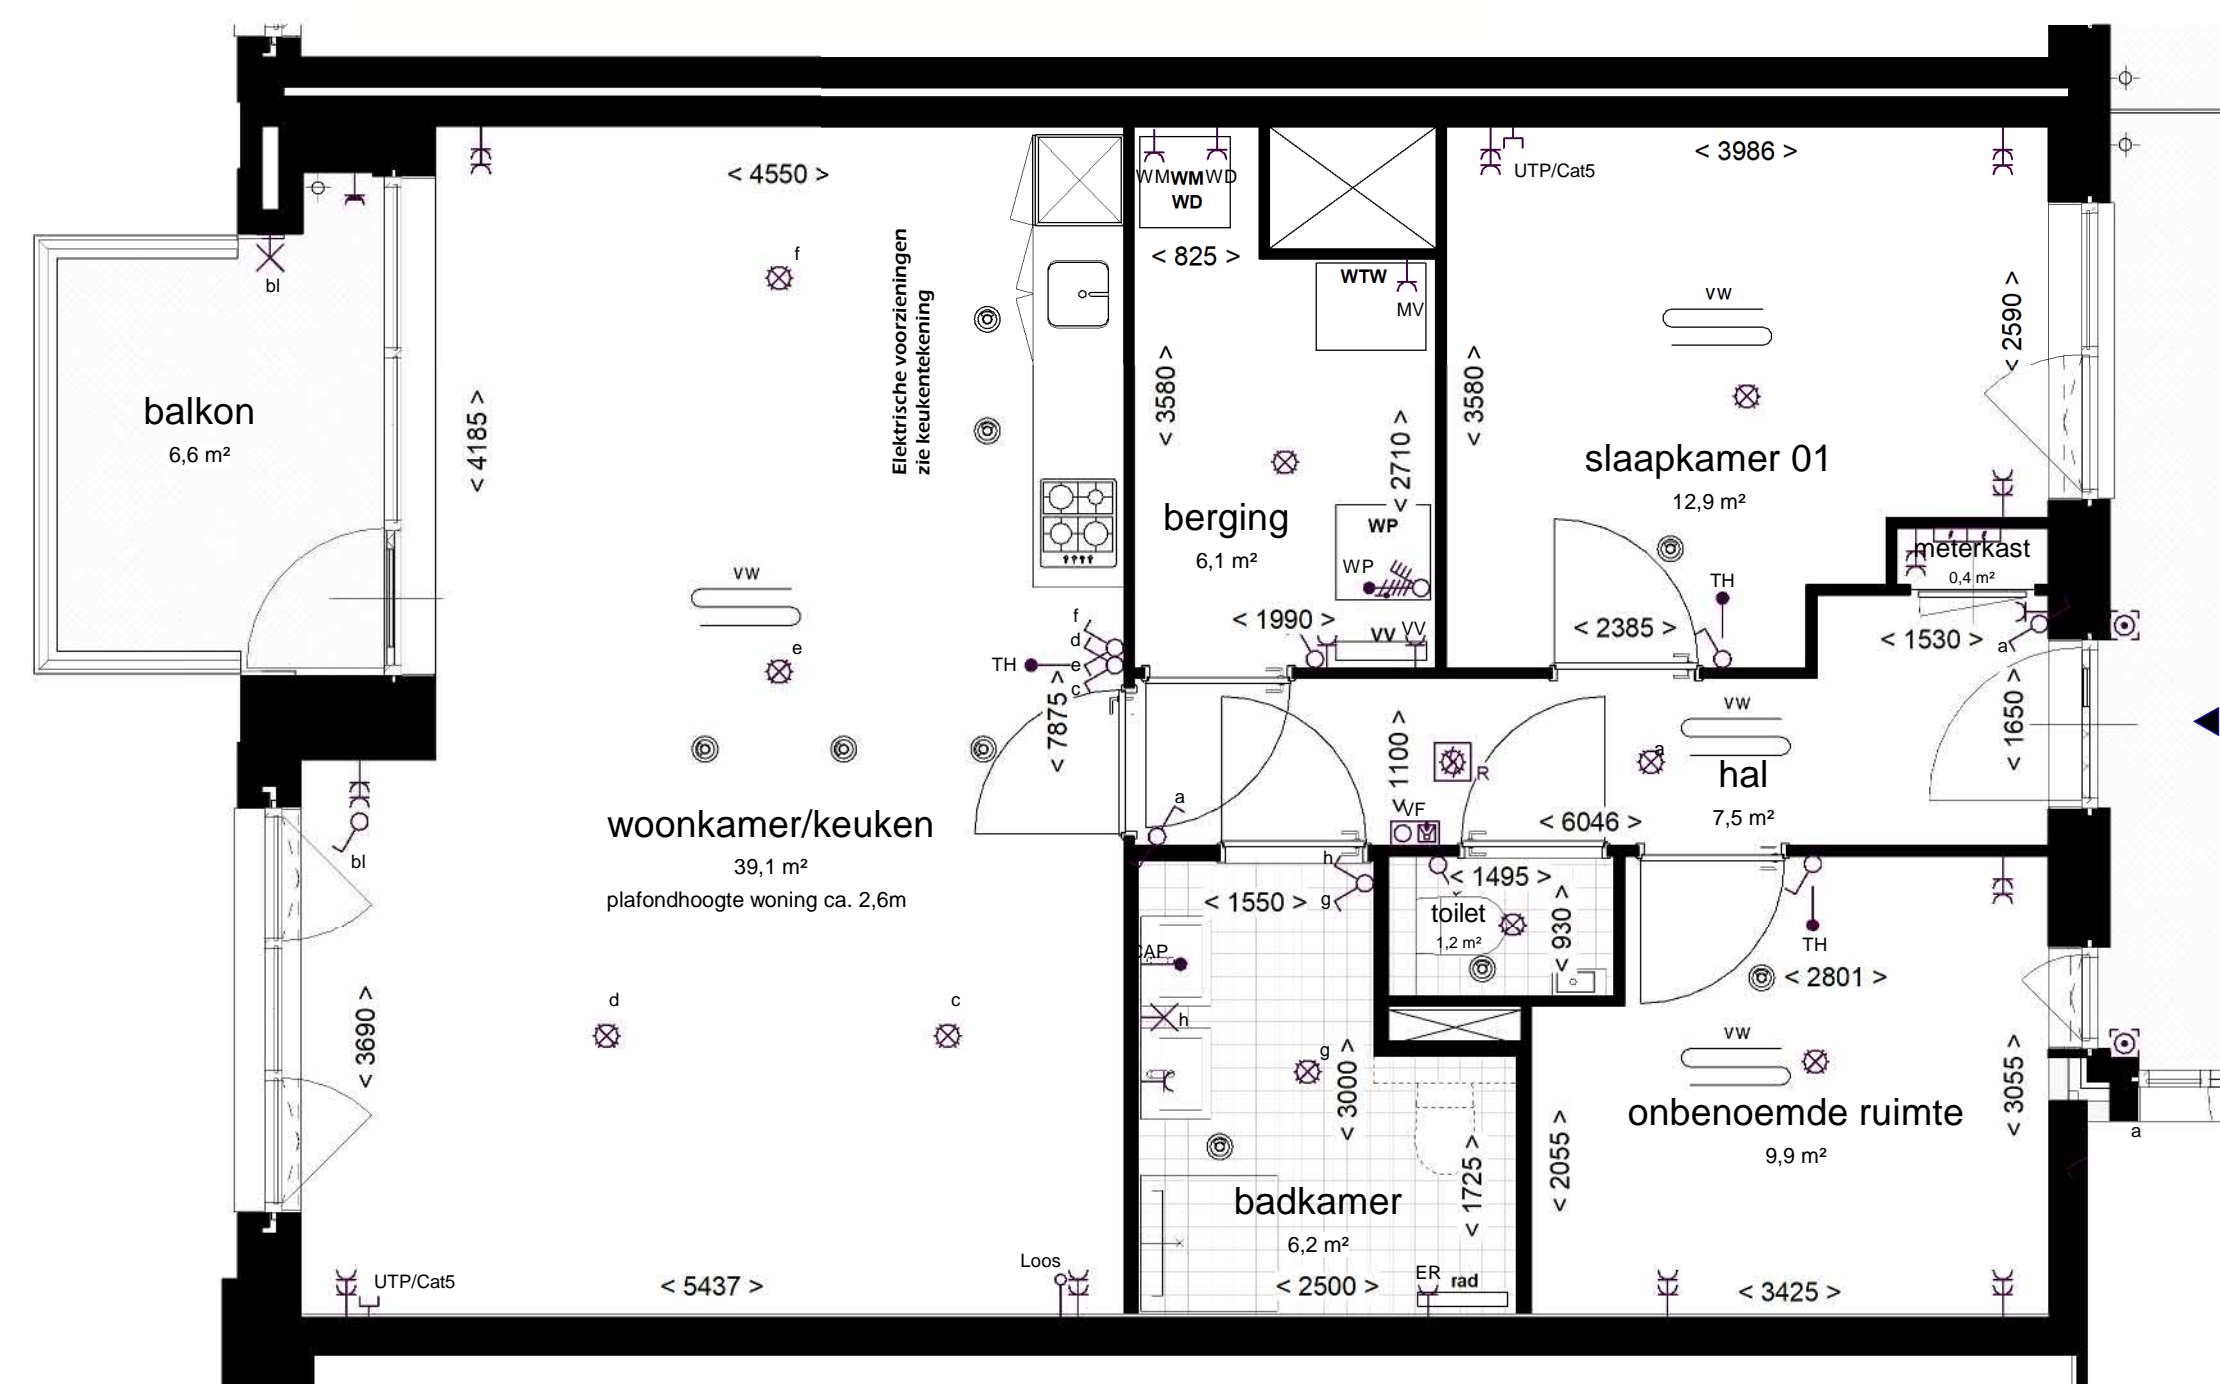 < 4550 >
f
Elektrische voorzieningen
zie keukentekening
bl
balkon
6,6 m²
< 4185 >
vw
e
TH
f
d
e
c
< 7875 >
woonkamer/keuken
39,1 m²
plafondhoogte woning ca. 2,6m
bl
< 3690 >
d
c
UTP/Cat5
< 5437 >
Loos
WM
WM
WD
WD
< 825 >
WTW
MV
< 3580 >
< 2710 >
berging
6,1 m²
WP
WP
< 1990 >
VV
VV
UTP/Cat5
< 3986 >
vw
< 2590 >
< 3580 >
slaapkamer 01
12,9 m²
TH
< 2385 >
meterkast
0,4 m²
< 1530 >
a
< 1650 >
vw
a
hal
7,5 m²
< 1100 >
R
VF
< 6046 >
a
h
g
< 1550 >
< 1495 >
toilet
1,2 m²
< 930 >
h
g
< 3000 >
< 1725 >
badkamer
6,2 m²
< 2500 >
ER
rad
TH
< 2801 >
vw
onbenoemde ruimte
9,9 m²
< 2055 >
< 3055 >
< 3425 >
a